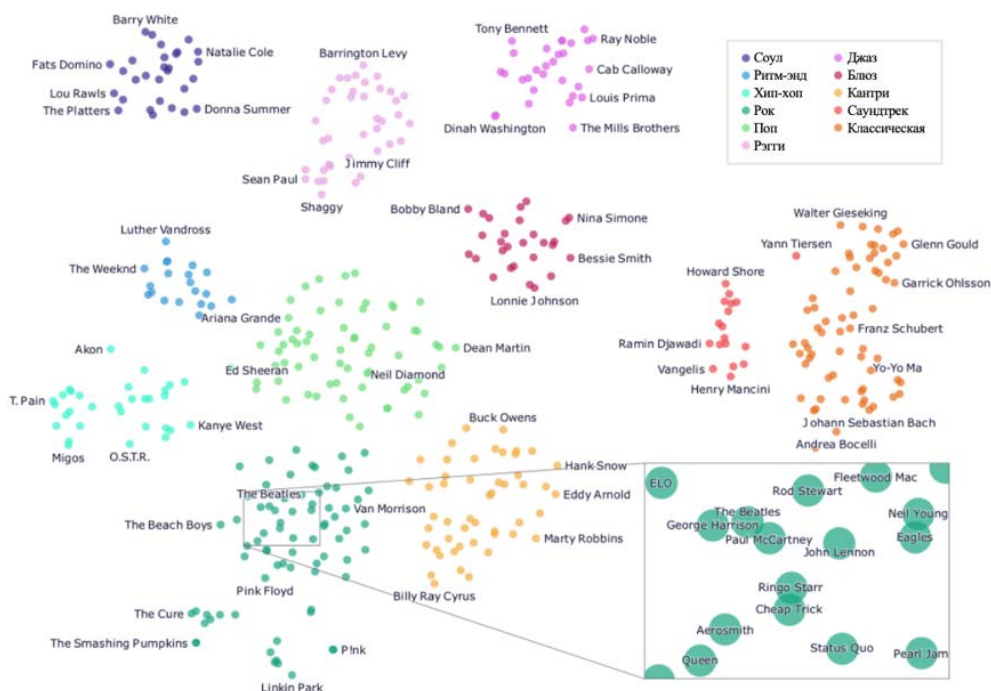 Barry White
Natalie Cole
Fats Domino
Lou Rawls
The Platters
Donna Summer
Barrington Levy
Jimmy Cliff
Sean Paul
Shaggy
Tony Bennett
Ray Noble
Cab Calloway
Louis Prima
Dinah Washington
The Mills Brothers
Соул
Ритм-энд
Хип-хоп
Рок
Поп
Рэгги
Джаз
Блюз
Кантри
Саундтрек
Классическая
Bobby Bland
Nina Simone
Bessie Smith
Lonnie Johnson
Walter Gieseking
Yann Tiersen
Glenn Gould
Garrick Ohlsson
Howard Shore
Ramin Djawadi
Vangelis
Henry Mancini
Franz Schubert
Yo-Yo Ma
Johann Sebastian Bach
Andrea Bocelli
Luther Vandross
The Weeknd
Ariana Grande
Akon
Ed Sheeran
Dean Martin
Neil Diamond
T. Pain
Kanye West
Migos
O.S.T.R.
Buck Owens
Hank Snow
Eddy Arnold
Marty Robbins
Billy Ray Cyrus
The Beatles
Van Morrison
The Beach Boys
Pink Floyd
The Cure
The Smashing Pumpkins
P!nk
Linkin Park
ELO
Rod Stewart
Fleetwood Mac
The Beatles
George Harrison
Paul McCartney
John Lennon
Neil Young
Eagles
Ringo Starr
Cheap Trick
Aerosmith
Queen
Status Quo
Pearl Jam